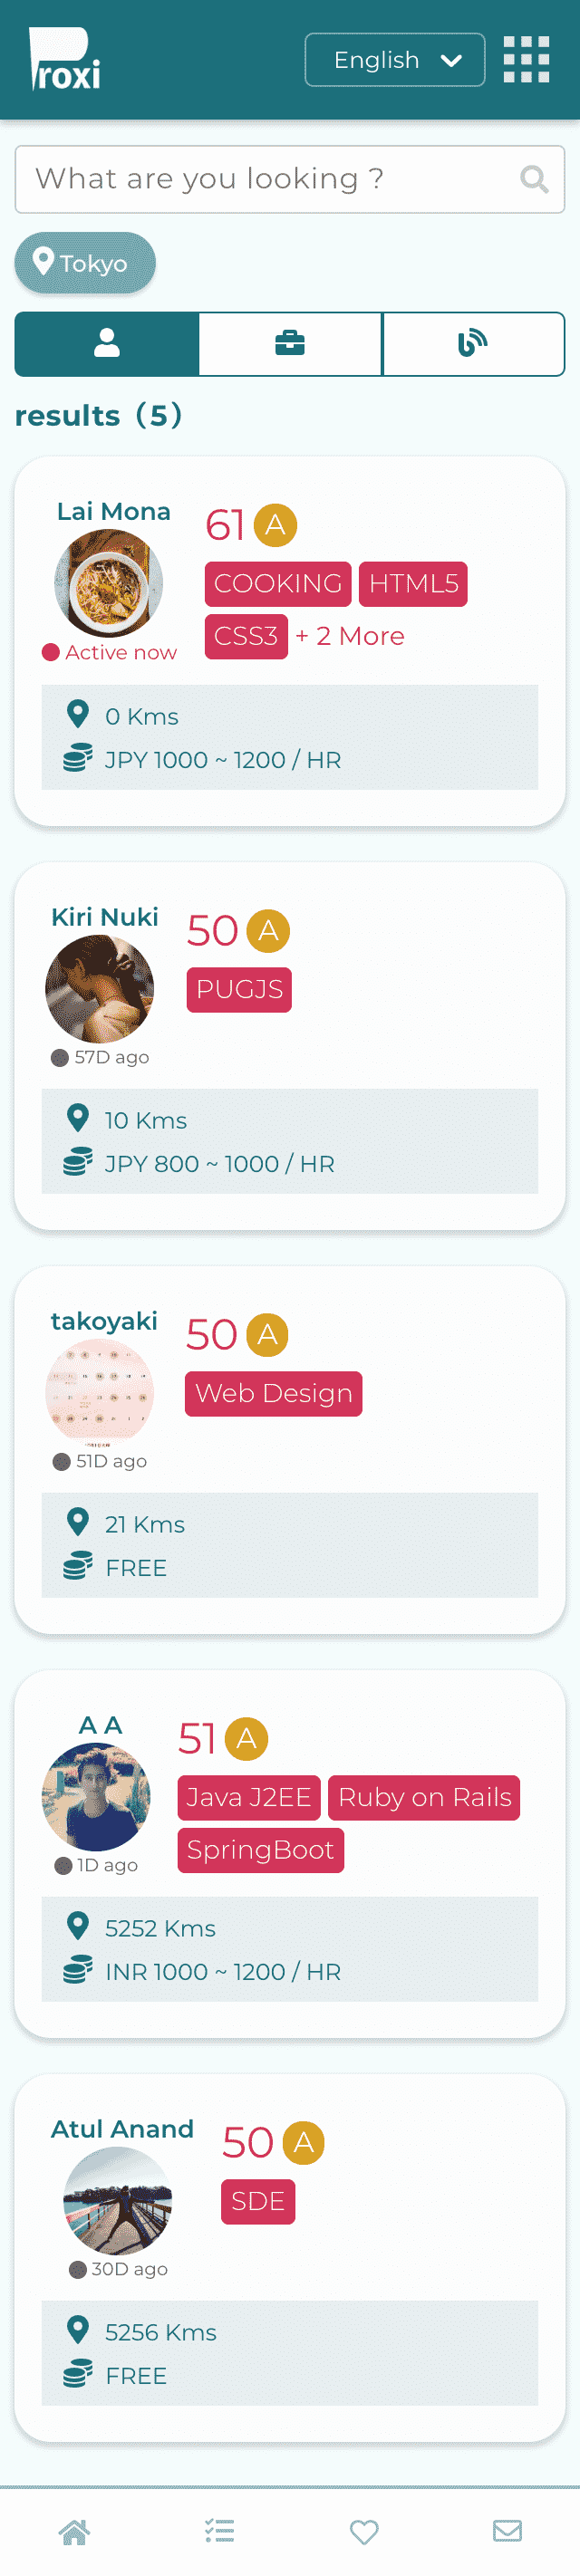 Proxi
English
What are you looking ?
Tokyo
results（5）
Lai Mona
61 A
COOKING HTML5
CSS3 + 2 More
Active now
0 Kms
JPY 1000 ~ 1200 / HR
Kiri Nuki
50 A
PUGJS
57D ago
10 Kms
JPY 800 ~ 1000 / HR
takoyaki
50 A
Web Design
51D ago
21 Kms
FREE
A A
51 A
Java J2EE Ruby on Rails
SpringBoot
1D ago
5252 Kms
INR 1000 ~ 1200 / HR
Atul Anand
50 A
SDE
30D ago
5256 Kms
FREE